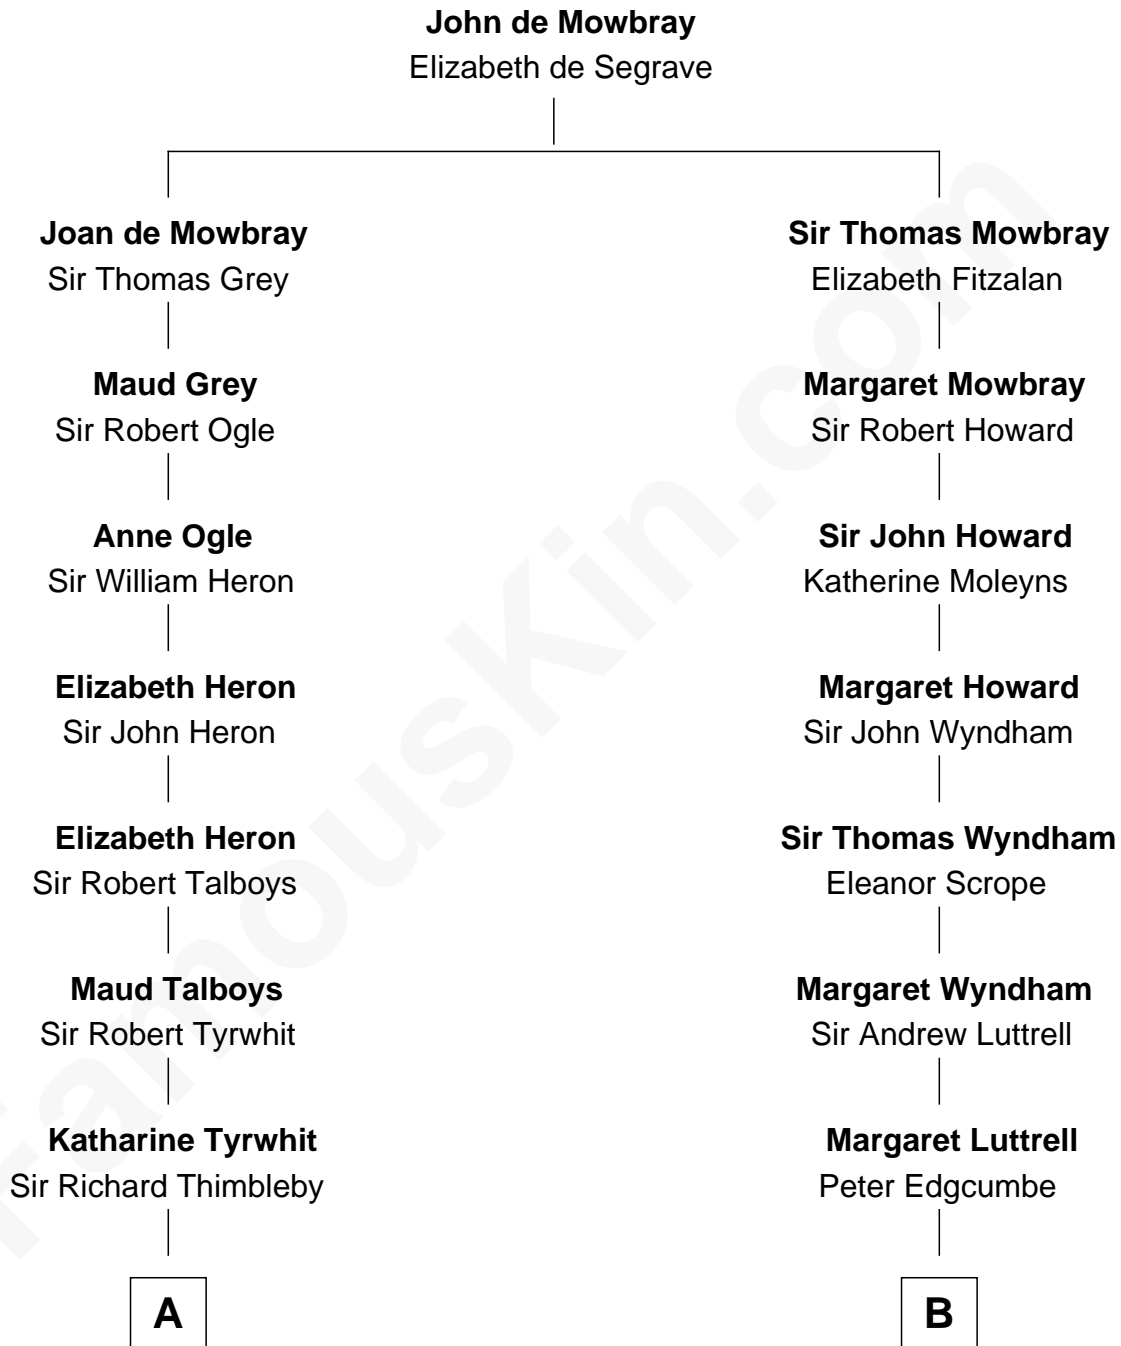 John de Mowbray
Elizabeth de Segrave
Joan de Mowbray
Sir Thomas Grey
Sir Thomas Mowbray
Elizabeth Fitzalan
Maud Grey
Sir Robert Ogle
Margaret Mowbray
Sir Robert Howard
Anne Ogle
Sir William Heron
Sir John Howard
Katherine Moleyns
Elizabeth Heron
Sir John Heron
Margaret Howard
Sir John Wyndham
Elizabeth Heron
Sir Robert Talboys
Sir Thomas Wyndham
Eleanor Scrope
Maud Talboys
Sir Robert Tyrwhit
Margaret Wyndham
Sir Andrew Luttrell
Katharine Tyrwhit
Sir Richard Thimbleby
Margaret Luttrell
Peter Edgcumbe
A
B
FamousKin.com